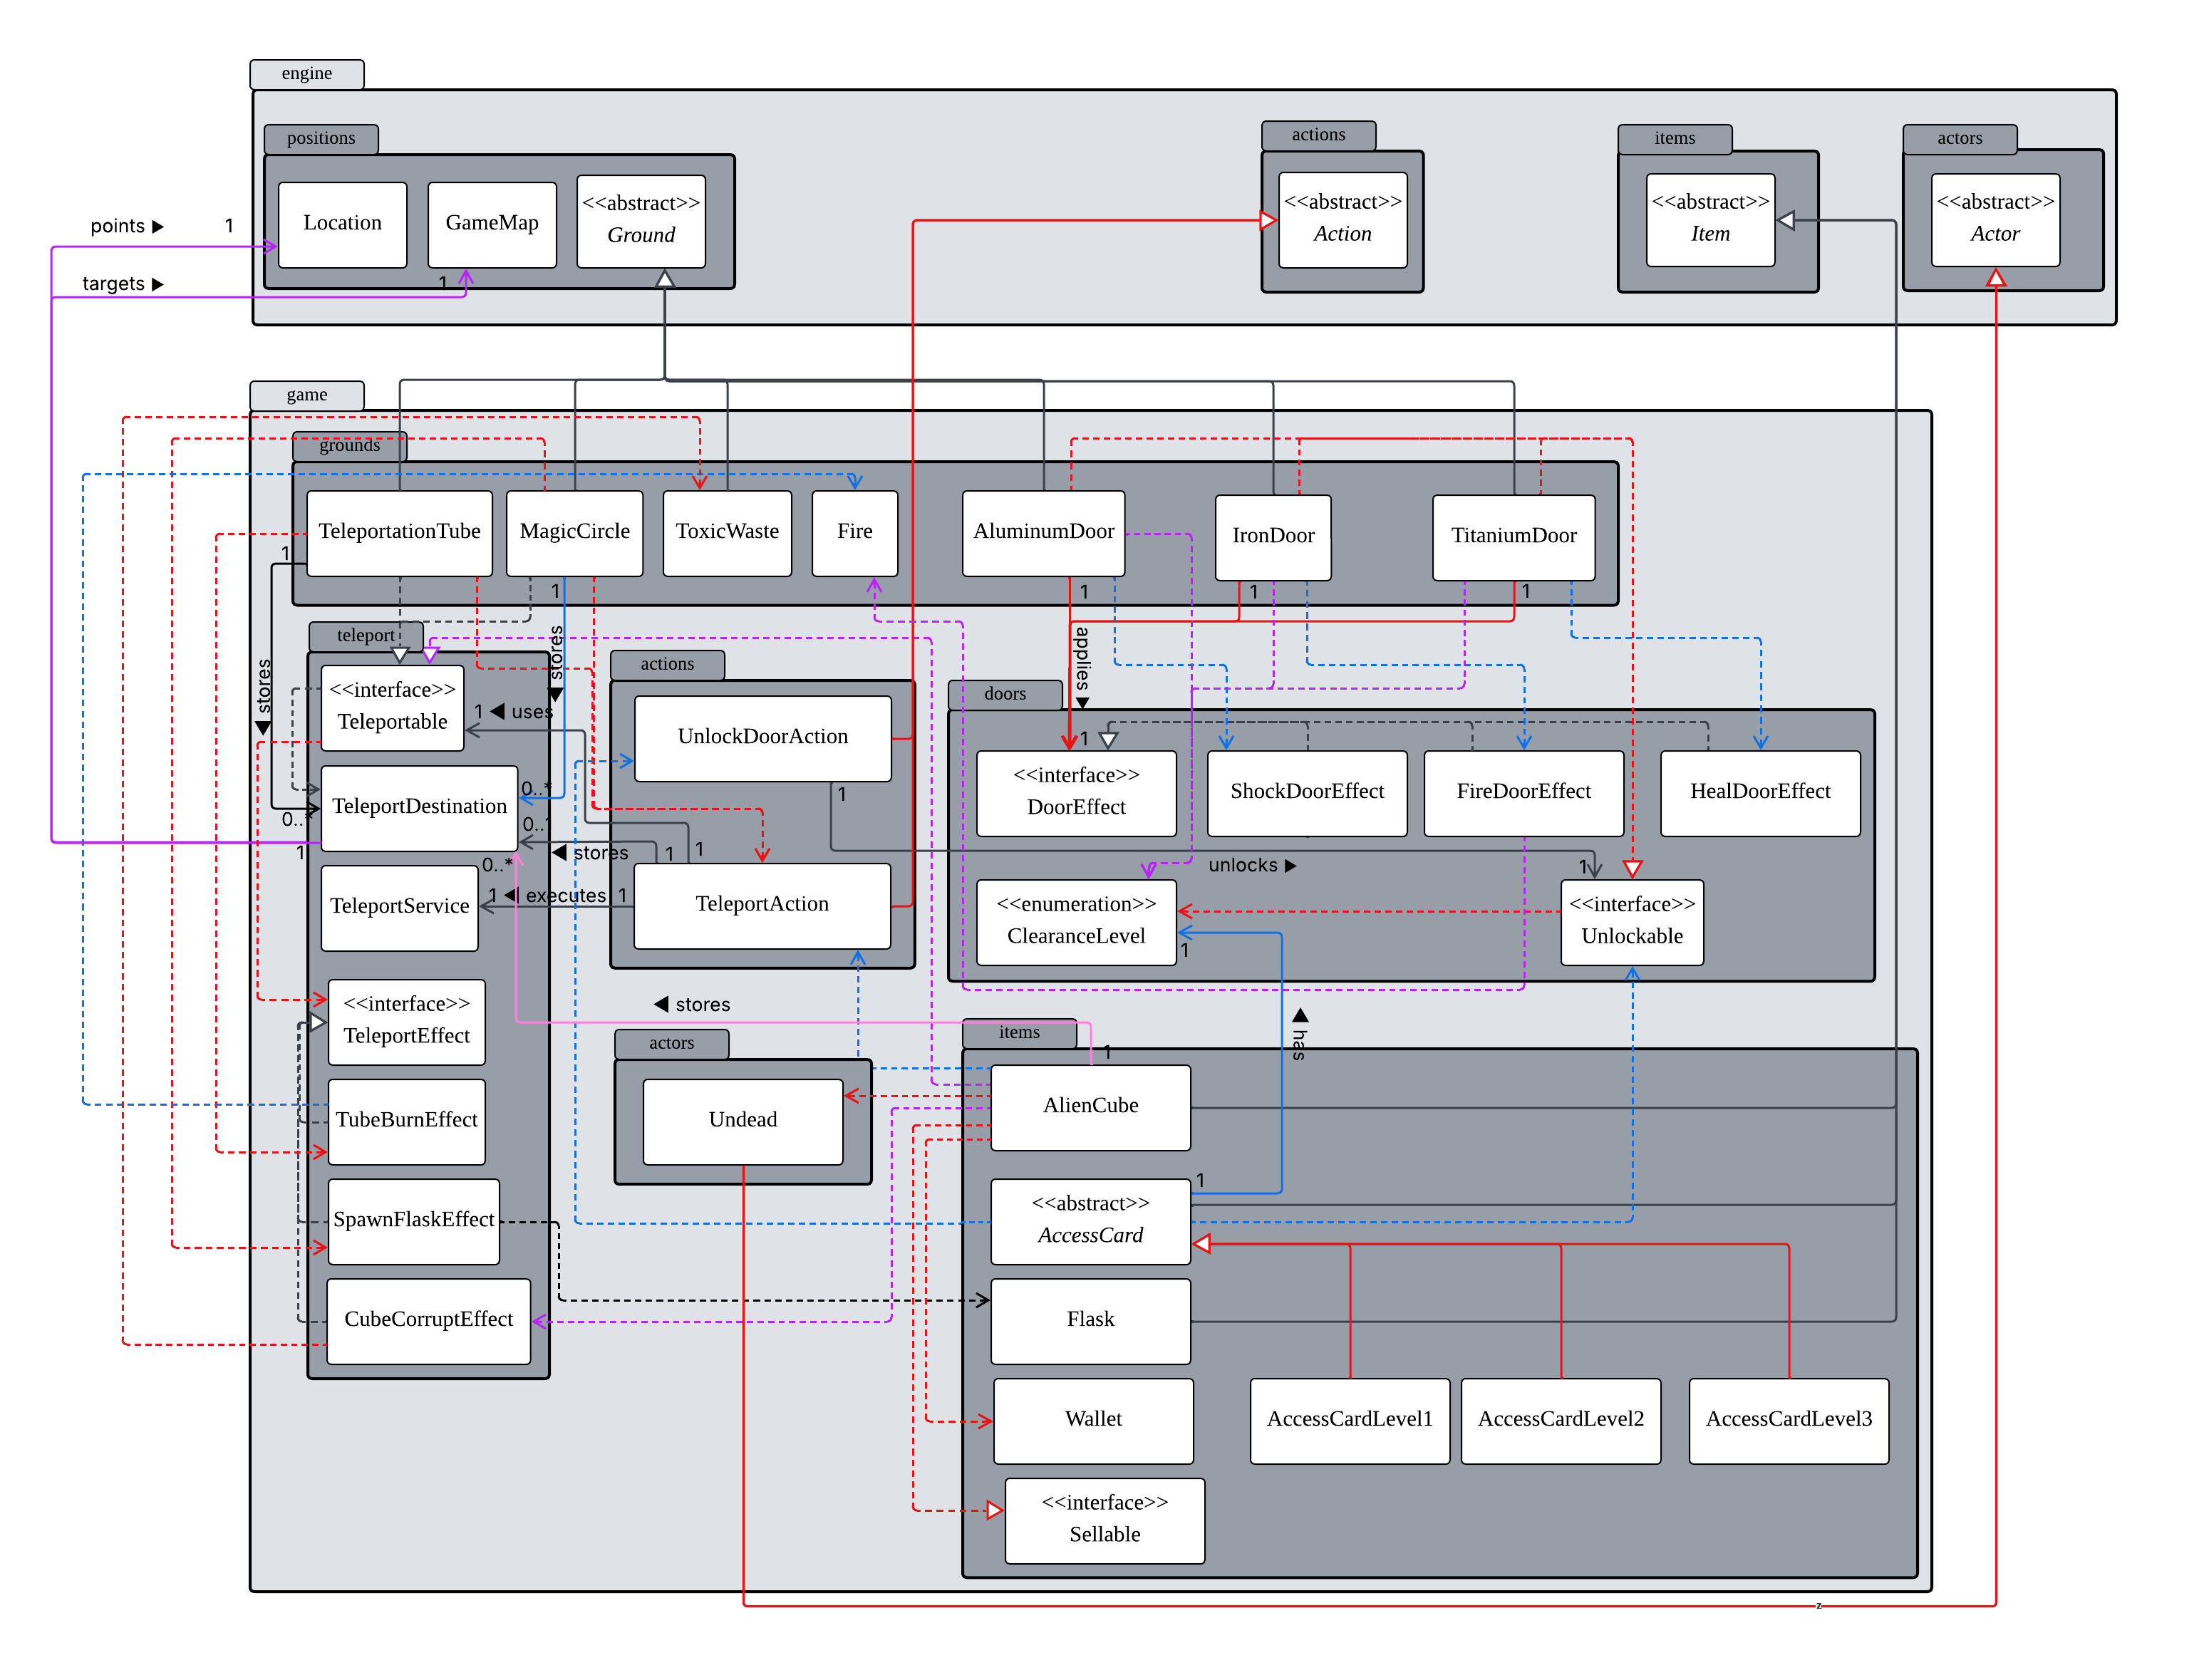 engine
positions
actions
items
actors
Location
GameMap
<<abstract>>
Ground
<<abstract>>
Action
<<abstract>>
Item
<<abstract>>
Actor
points ▶
1
targets ▶
1
game
grounds
TeleportationTube
MagicCircle
ToxicWaste
Fire
AluminumDoor
IronDoor
TitaniumDoor
1
1
1
1
1
stores
stores
applies
teleport
actions
doors
<<interface>>
Teleportable
1 ◀ uses
UnlockDoorAction
1
1
<<interface>>
DoorEffect
ShockDoorEffect
FireDoorEffect
HealDoorEffect
TeleportDestination
0..*
0..*
0..1
1
◀ stores
1
1
0..*
unlocks ▶
1
TeleportService
1 ◀ executes 1
TeleportAction
<<enumeration>>
ClearanceLevel
1
<<interface>>
Unlockable
<<interface>>
TeleportEffect
◀ stores
1
has
actors
items
TubeBurnEffect
Undead
AlienCube
1
SpawnFlaskEffect
<<abstract>>
AccessCard
CubeCorruptEffect
Flask
Wallet
AccessCardLevel1
AccessCardLevel2
AccessCardLevel3
<<interface>>
Sellable
z